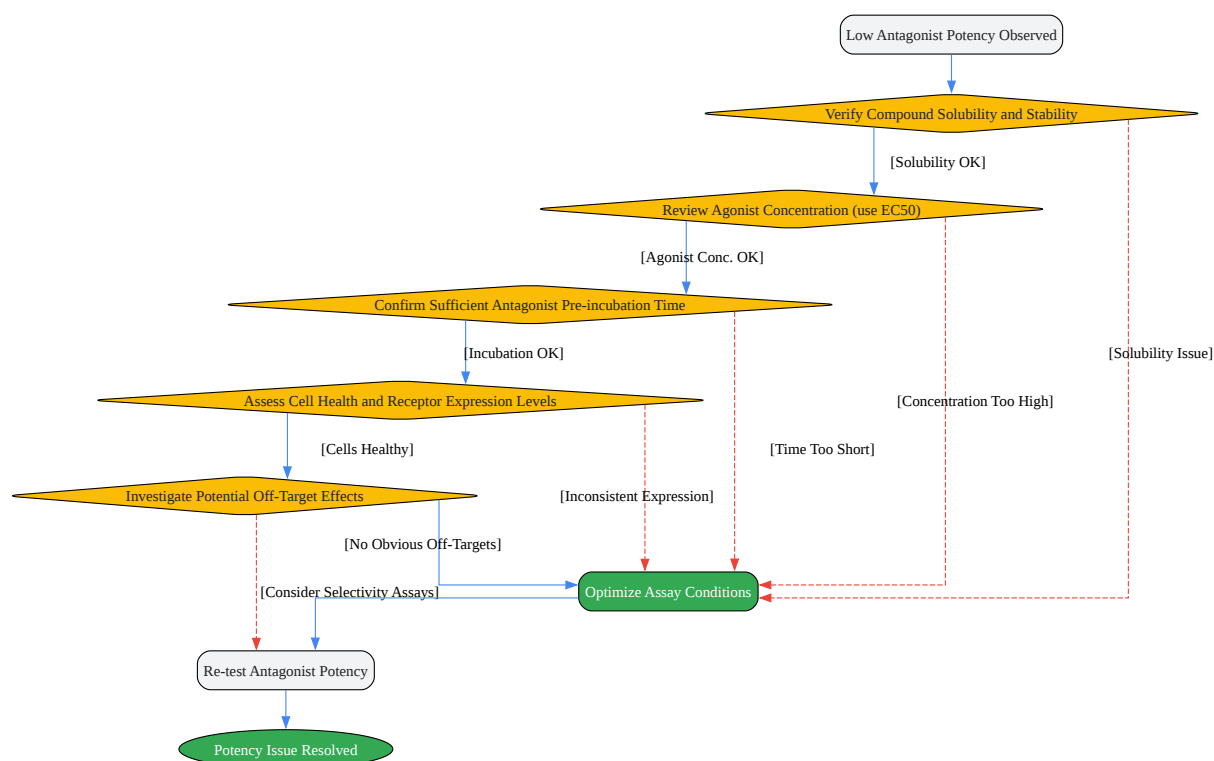 Low Antagonist Potency Observed
Verify Compound Solubility and Stability
[Solubility OK]
Review Agonist Concentration (use EC50)
[Agonist Conc. OK]
Confirm Sufficient Antagonist Pre-incubation Time
[Incubation OK]
[Solubility Issue]
Assess Cell Health and Receptor Expression Levels
[Concentration Too High]
[Cells Healthy]
[Time Too Short]
Investigate Potential Off-Target Effects
[Inconsistent Expression]
[No Obvious Off-Targets]
[Consider Selectivity Assays]
Optimize Assay Conditions
Re-test Antagonist Potency
Potency Issue Resolved